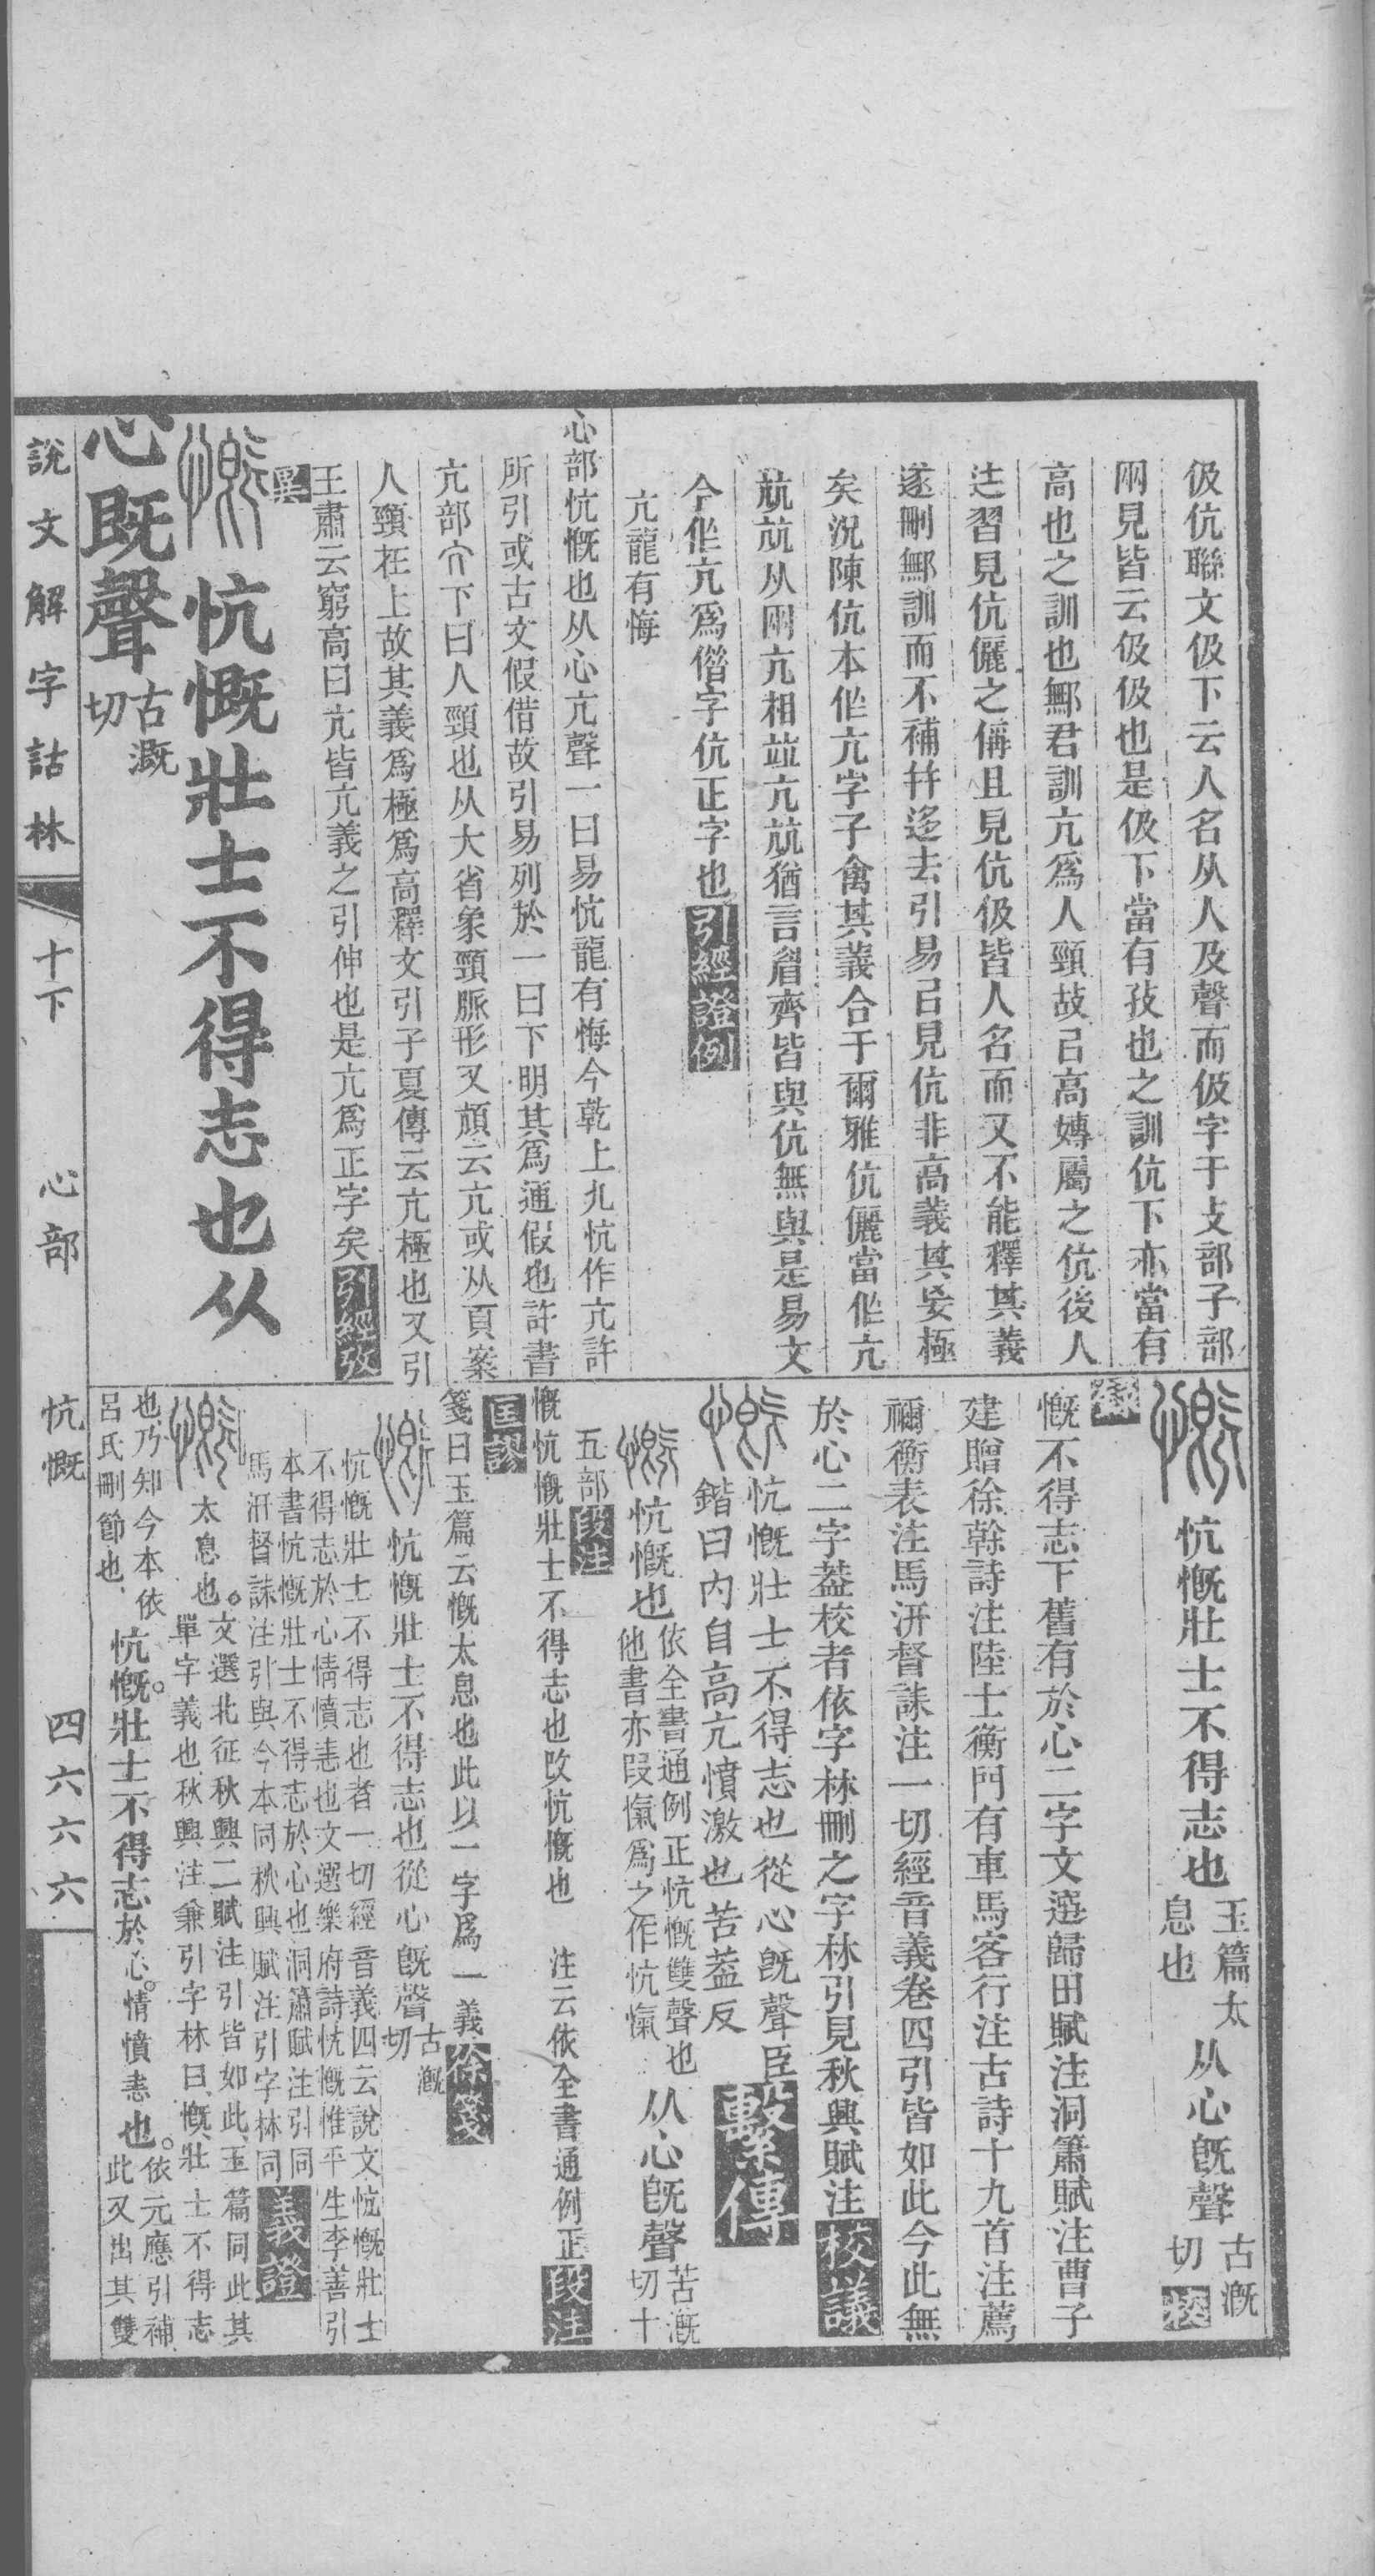 伋伉聯文伋下云人名从人及聲而伋字于攴部子部
网見皆云伋伋也是伋下當有孜也之訓伉下亦當有
高也之訓也鄦君訓亢爲人頸故㠯高嫥屬之伉後人
迋習見伉儷之偁且見伉伋皆人名而又不能釋其義
遂刪鄦訓而不補幷迻去引易㠯見伉非高義其妄極
矣況陳伉本作亢字子禽其義合于爾雅伉儷當作亢
䢚䢚从网亢相竝亢䢚猶言㞕齊皆與伉無與是易文
今作亢爲偺字伉正字也引經證例
亢龍有悔
心部忼慨也从心亢聲一曰易忼龍有悔今乾上九忼作亢許
所引或古文假借故引易列於一曰下明其爲通假也許書
亢部亣下曰人頸也从大省象頸脈形又頏云亢或从頁案
人頸在上故其義爲極爲高釋文引子夏傳云亢極也又引
王肅云窮高曰亢皆亢義之引伸也是亢爲正字矣引經攷
異
慨忼慨壯士不得志也从
心既聲古溉切
慨忼慨壯士不得志也玉篇太息也从心旣聲古漑切校
錄
慨不得志下舊有於心二字文選歸田賦注洞簫賦注曹子
建贈徐幹詩注陸士衡門有車馬客行注古詩十九首注薦
禰衡表注馬汧督誄注一切經音義卷四引皆如此今此無
於心二字葢校者依字林刪之字林引見秋興賦注校議
慨忼慨壯士不得志也從心旣聲臣
鍇曰內自高亢憤激也苦葢反繫傳
慨忼慨也依全書通例正忼慨雙聲也他書亦叚愾爲之作忼愾从心旣聲苦漑切十
五部段注
慨忼慨壯士不得志也改忼慨也 注云依全書通例正段注
匡謬
箋曰玉篇云慨太息也此以一字爲一義徐箋
慨忼慨壯士不得志也從心旣聲古漑切
忼慨壯士不得志也者一切經音義四云說文忼慨壯士
不得志於心情憤恚也文選樂府詩忼慨惟平生李善引
本書忼慨壯士不得志於心也洞簫賦注引同
馬汧督誄注引與今本同秋興賦注引字林同義證
慨太息也。文選北征秋興二賦注引皆如此、玉篇同此其
單字義也、秋興注兼引字林曰、慨、壯士不得志
也、乃知今本依
呂氏刪節也、忼慨。壯士不得志於心。情憤恚也。依元應引補
此又出其雙
說文解字詁林
十下
心部
忼慨
四六六六